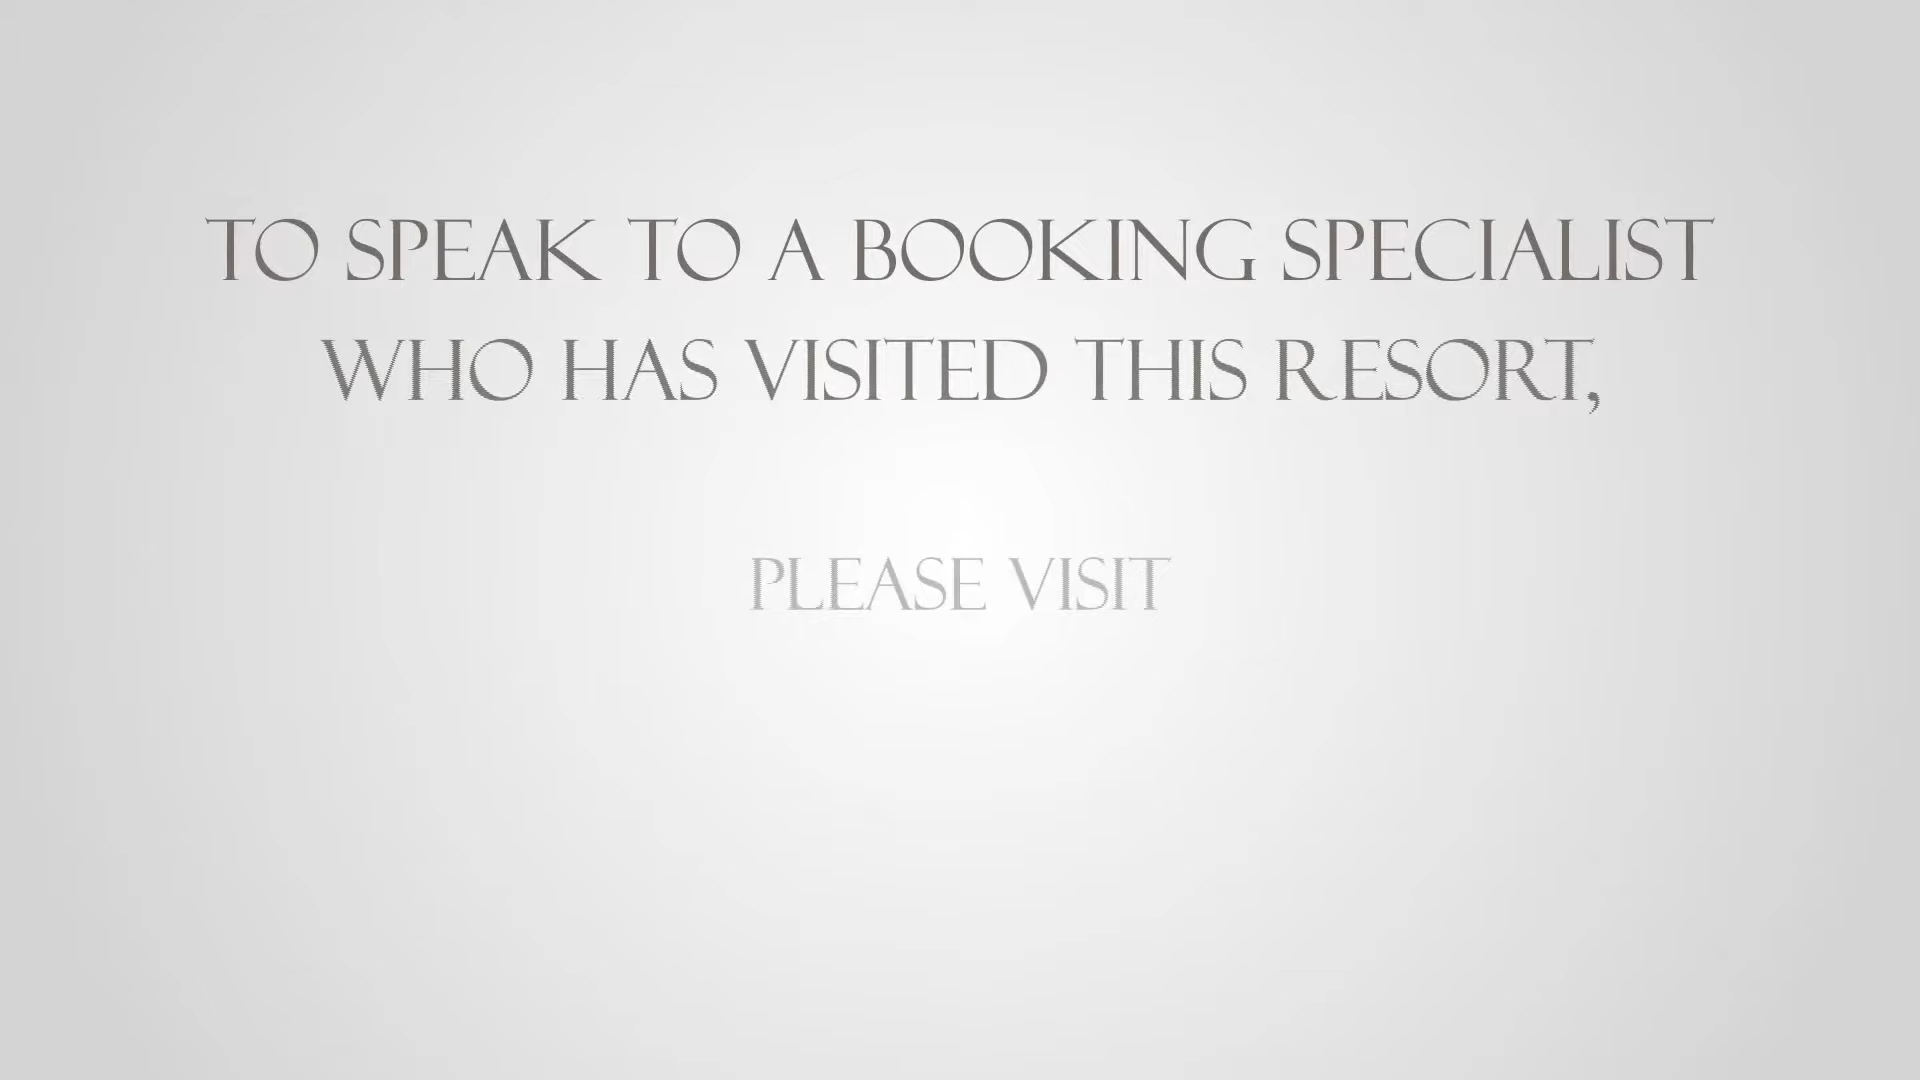 TO SPEAK TO A BOOKING SPECIALIST
WHO HAS VISITED THIS RESORT,
PLEASE VISIT